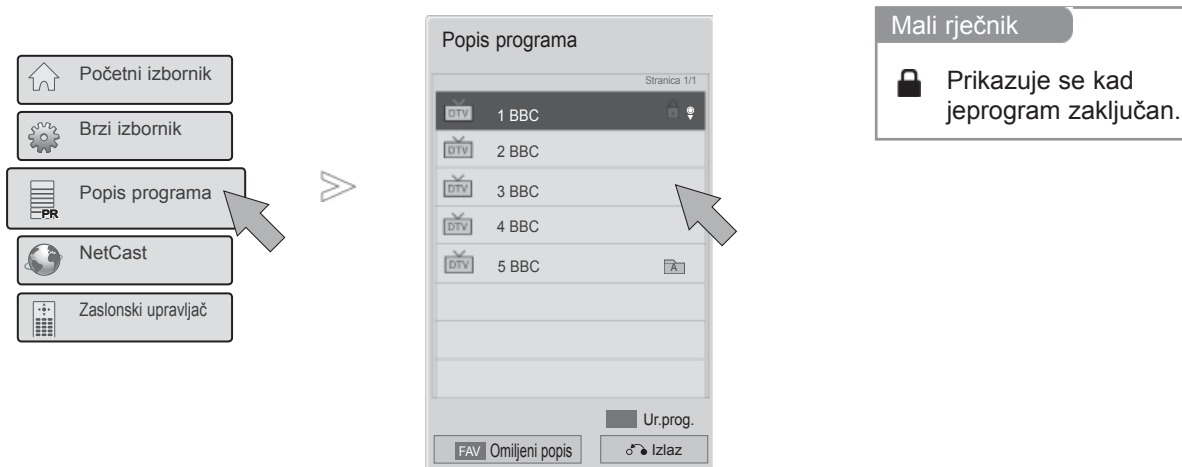 Početni izbornik
Brzi izbornik
PR
Popis programa
NetCast
Zaslonski upravljač
Popis programa
Stranica 1/1
DTV 1 BBC
DTV 2 BBC
DTV 3 BBC
DTV 4 BBC
DTV 5 BBC A
Ur.prog.
FAV Omiljeni popis
Izlaz
Mali rječnik
Prikazuje se kad
jeprogram zaključan.